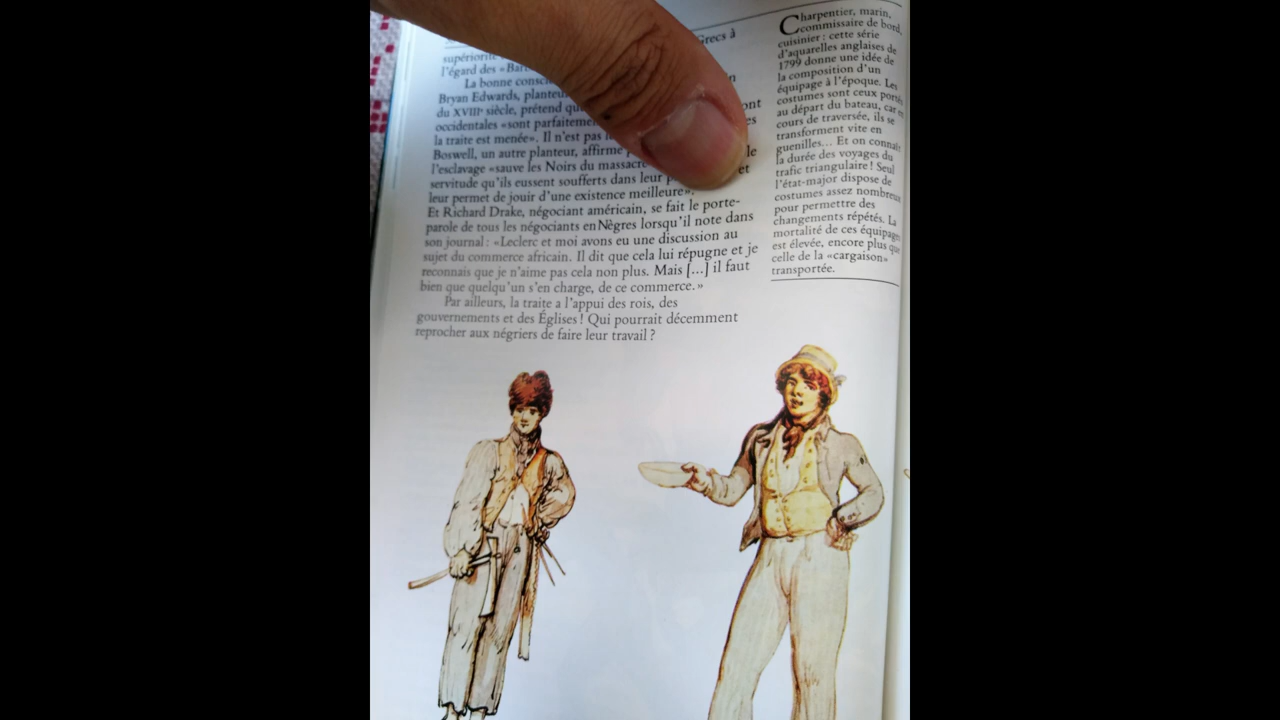 Grecs à
supériorité
l'égard des «Bar
La bonne consci
Bryan Edwards, planteu
du XVIIIᵉ siècle, prétend qu
ont
occidentales «sont parfaiteme
es
la traite est menée». Il n'est pas
Boswell, un autre planteur, affirme
le
l'esclavage «sauve les Noirs du massacre
et
servitude qu'ils eussent soufferts dans leur
leur permet de jouir d'une existence meilleure».
Et Richard Drake, négociant américain, se fait le porte-
parole de tous les négociants en Nègres lorsqu'il note dans
son journal : «Leclerc et moi avons eu une discussion au
sujet du commerce africain. Il dit que cela lui répugne et je
reconnais que je n'aime pas cela non plus. Mais [...] il faut
bien que quelqu'un s'en charge, de ce commerce.»
Par ailleurs, la traite a l'appui des rois, des
gouvernements et des Églises ! Qui pourrait décemment
reprocher aux négriers de faire leur travail ?
Charpentier, marin,
commissaire de bord,
cuisinier : cette série
d'aquarelles anglaises de
1799 donne une idée de
la composition d'un
équipage à l'époque. Les
costumes sont ceux portés
au départ du bateau, car en
cours de traversée, ils se
transforment vite en
guenilles... Et on connaît
la durée des voyages du
trafic triangulaire ! Seul
l'état-major dispose de
costumes assez nombreux
pour permettre des
changements répétés. La
mortalité de ces équipages
est élevée, encore plus que
celle de la «cargaison»
transportée.